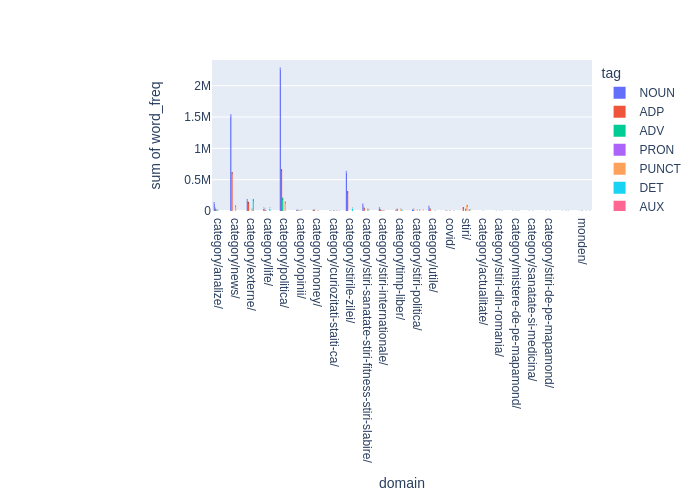 sum of word_freq
2M
1.5M
1M
0.5M
0
category/analize/
category/news/
category/externe/
category/life/
category/politica/
category/opinii/
category/money/
category/curiozitati-stiati-ca/
category/stirile-zilei/
category/stiri-sanatate-stiri-fitness-stiri-slabire/
category/stiri-internationale/
category/timp-liber/
category/stiri-politica/
category/utile/
covid/
stiri/
category/actualitate/
category/stiri-din-romania/
category/mistere-de-pe-mapamond/
category/sanatate-si-medicina/
category/stiri-de-pe-mapamond/
monden/
domain
tag
NOUN
ADP
ADV
PRON
PUNCT
DET
AUX